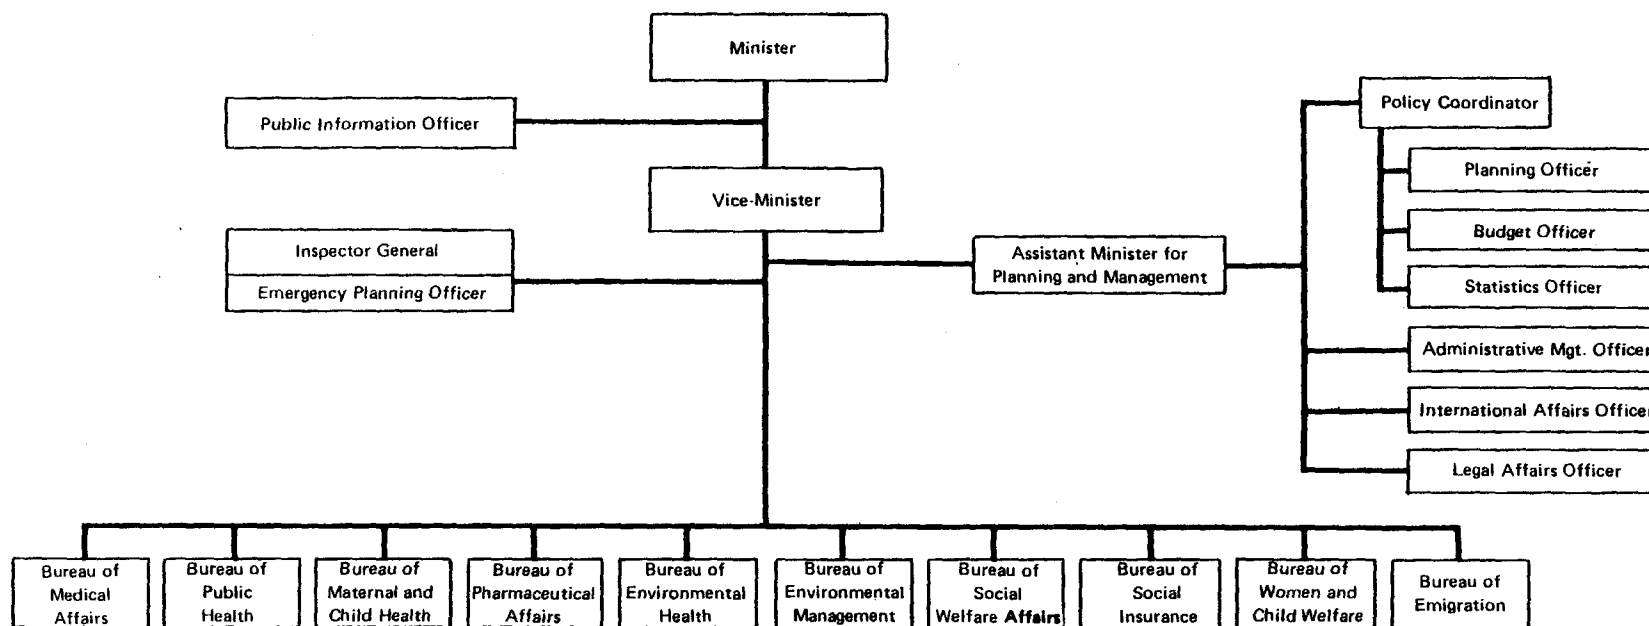 Minister
Public Information Officer
Policy Coordinator
Planning Officer
Vice-Minister
Budget Officer
Inspector General
Assistant Minister for
Planning and Management
Emergency Planning Officer
Statistics Officer
Administrative Mgt. Officer
International Affairs Officer
Legal Affairs Officer
Bureau of
Medical
Affairs
Bureau of
Public
Health
Bureau of
Maternal and
Child Health
Bureau of
Pharmaceutical
Affairs
Bureau of
Environmental
Health
Bureau of
Environmental
Management
Bureau of
Social
Welfare Affairs
Bureau of
Social
Insurance
Bureau of
Women and
Child Welfare
Bureau of
Emigration